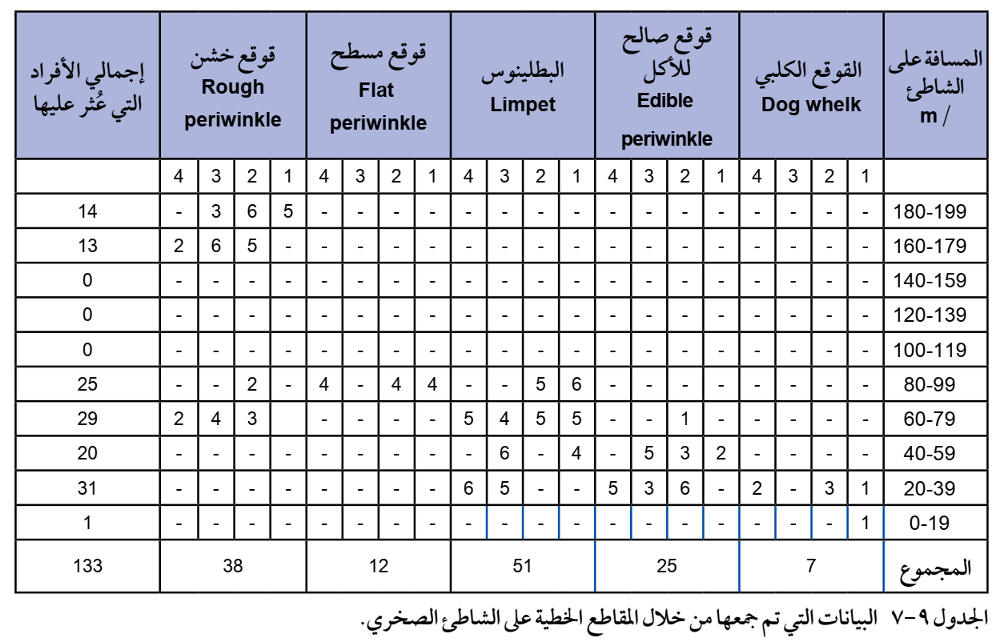 المسافة على الشاطئ / m | القوقع الكلبي Dog whelk | قوقع صالح للأكل Edible periwinkle | البطلينوس Limpet | قوقع مسطح Flat periwinkle | قوقع خشن Rough periwinkle | إجمالي الأفراد التي عُثر عليها
1 2 3 4 | 1 2 3 4 | 1 2 3 4 | 1 2 3 4 | 1 2 3 4
180-199 | - - - - | - - - - | - - - - | - - - - | 5 6 3 - | 14
160-179 | - - - - | - - - - | - - - - | - - - - | - 5 6 2 | 13
140-159 | - - - - | - - - - | - - - - | - - - - | - - - - | 0
120-139 | - - - - | - - - - | - - - - | - - - - | - - - - | 0
100-119 | - - - - | - - - - | - - - - | - - - - | - - - - | 0
80-99 | - - - - | - - - - | 6 5 - - | 4 4 - 4 | - 2 - - | 25
60-79 | - - - - | - 1 - - | 5 5 4 5 | - - - - | 3 4 2 | 29
40-59 | - - - - | 2 3 5 - | 4 - 6 - | - - - - | - - - - | 20
20-39 | 1 3 - 2 | - 6 3 5 | - - 5 6 | - - - - | - - - - | 31
0-19 | 1 - - - | - - - - | - - - - | - - - - | - - - - | 1
المجموع | 7 | 25 | 51 | 12 | 38 | 133
الجدول ٩-٧ البيانات التي تم جمعها من خلال المقاطع الخطية على الشاطئ الصخري.